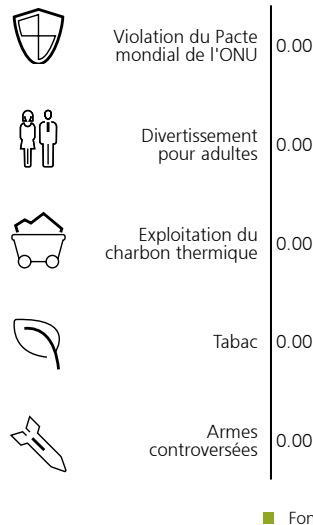 Violation du Pacte
mondial de l'ONU
0.00
Divertissement
pour adultes
0.00
Exploitation du
charbon thermique
0.00
Tabac
0.00
Armes
controversées
0.00